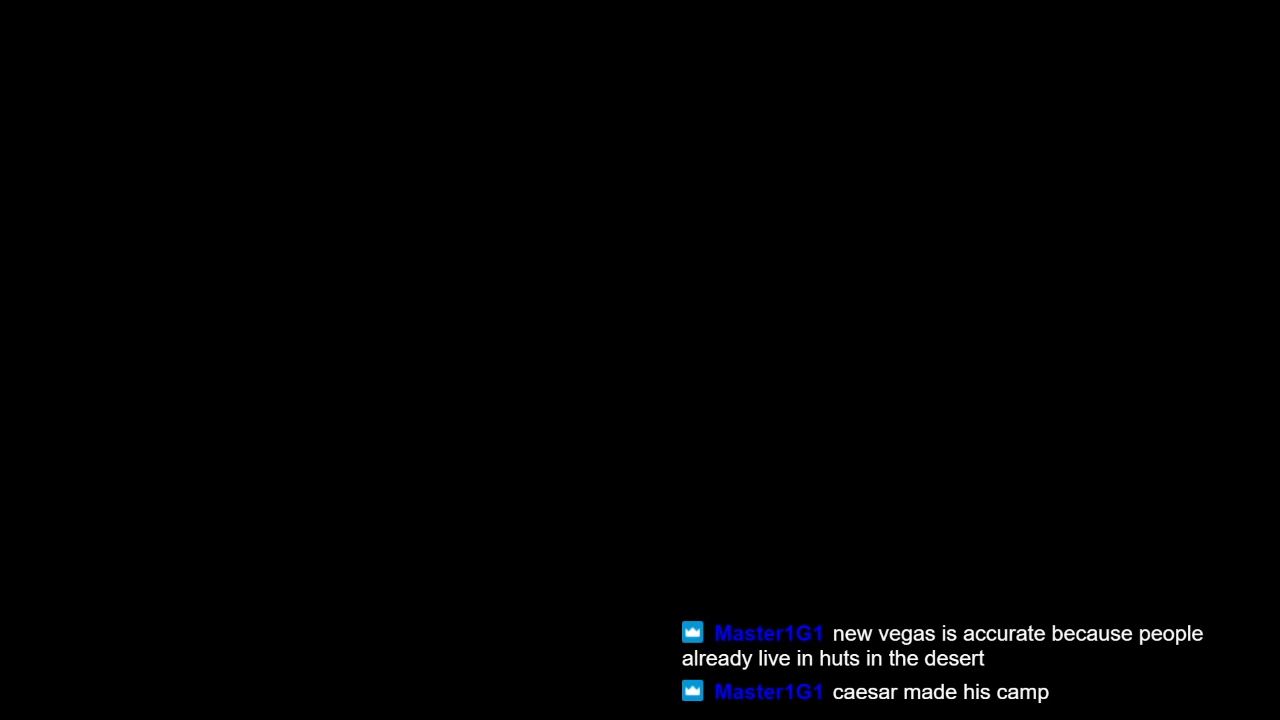 Master1G1 new vegas is accurate because people
already live in huts in the desert
Master1G1 caesar made his camp